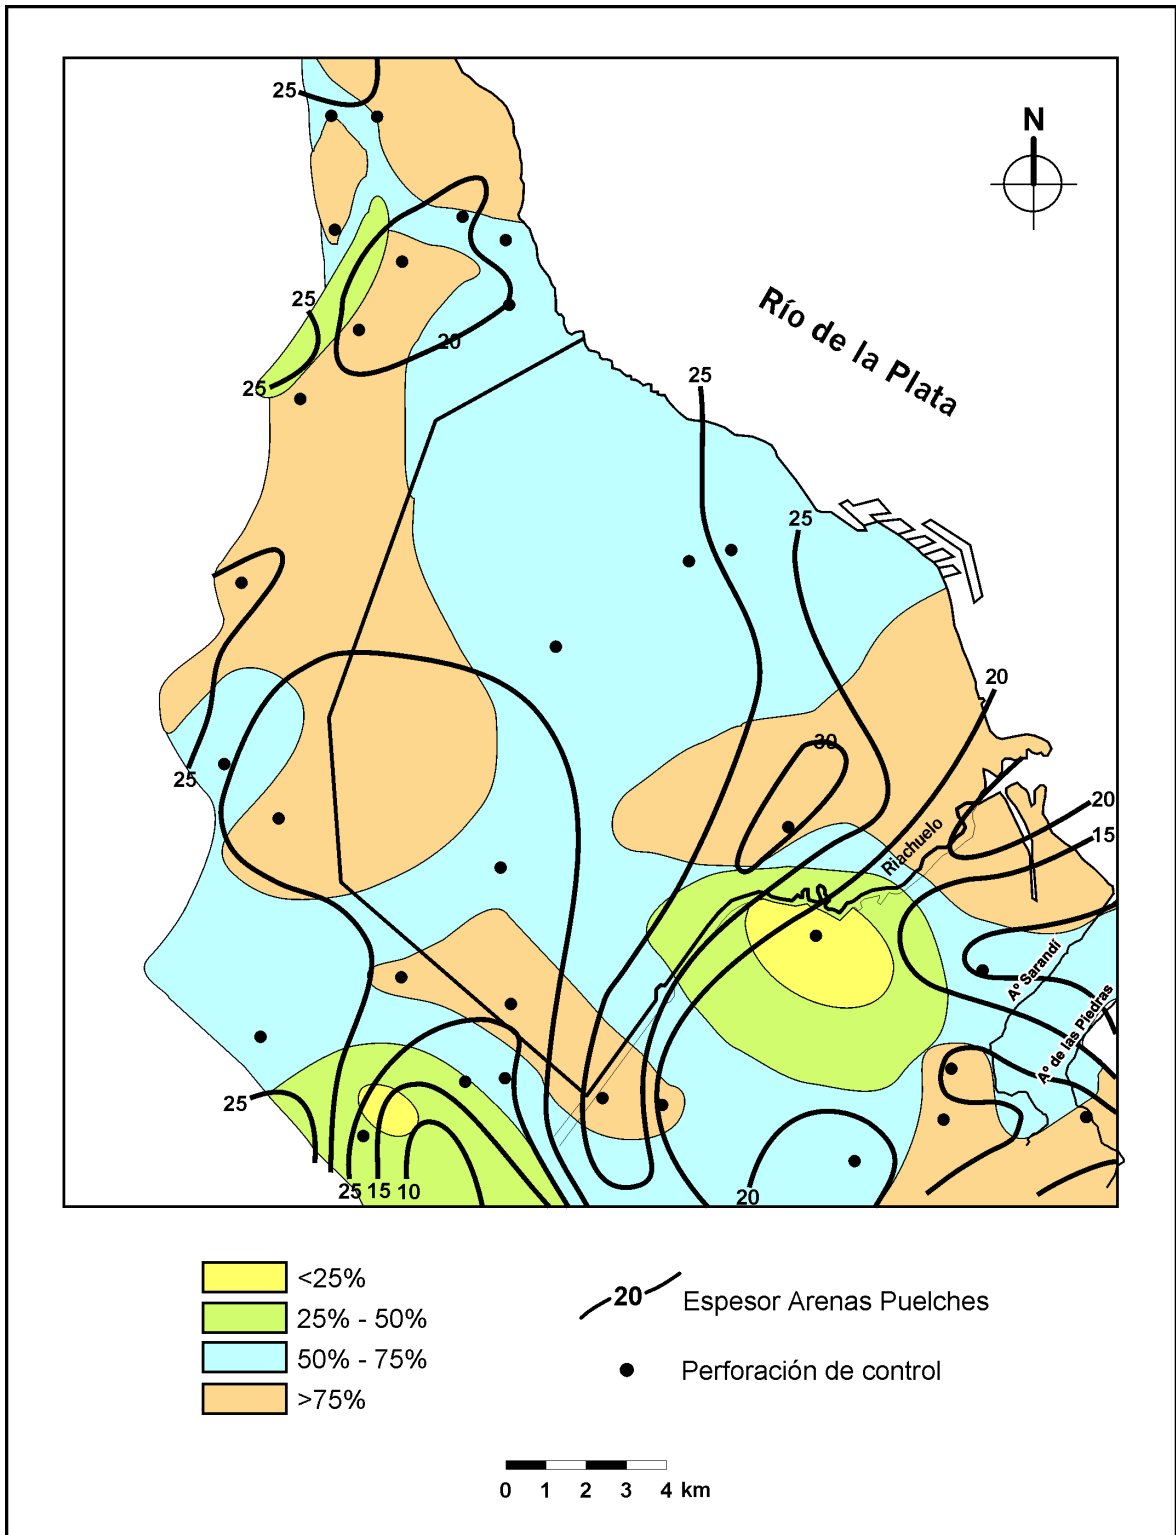 25
N
25
20
25
Río de la Plata
25
25
20
30
25
20
Riachuelo
15
Aº Sarandí
Aº de las Piedras
25
25 15 10
20
<25%
25% - 50%
50% - 75%
>75%
20 Espesor Arenas Puelches
Perforación de control
0 1 2 3 4 km